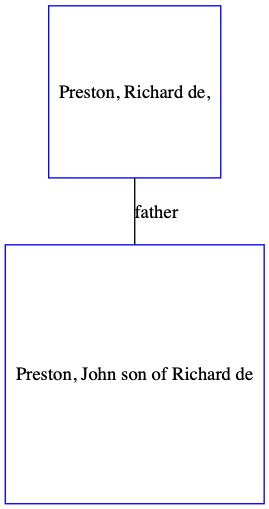 Preston, Richard de,
father
Preston, John son of Richard de